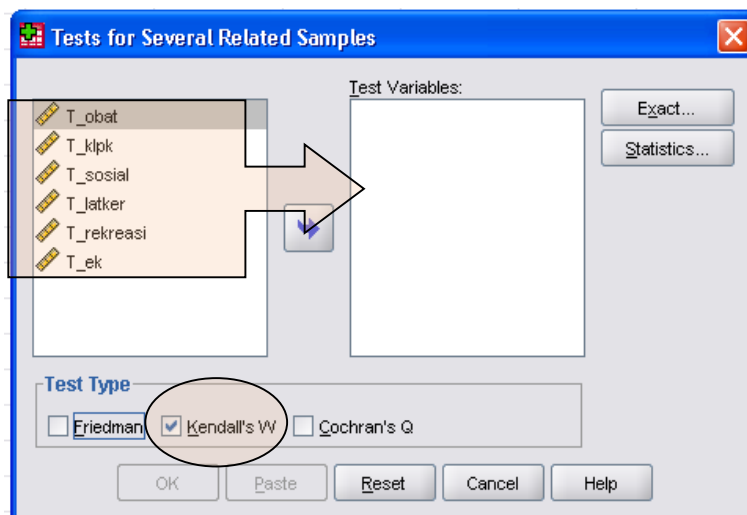 Tests for Several Related Samples
Test Variables:
T_obat
T_klpk
T_sosial
T_latker
T_rekreasi
T_ek
Exact...
Statistics...
Test Type
Friedman
Kendall's W
Cochran's Q
OK
Paste
Reset
Cancel
Help